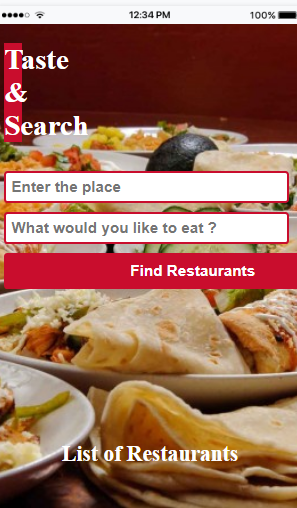 12:34 PM 100%
Taste
&
Search
Enter the place
What would you like to eat ?
Find Restaurants
List of Restaurants